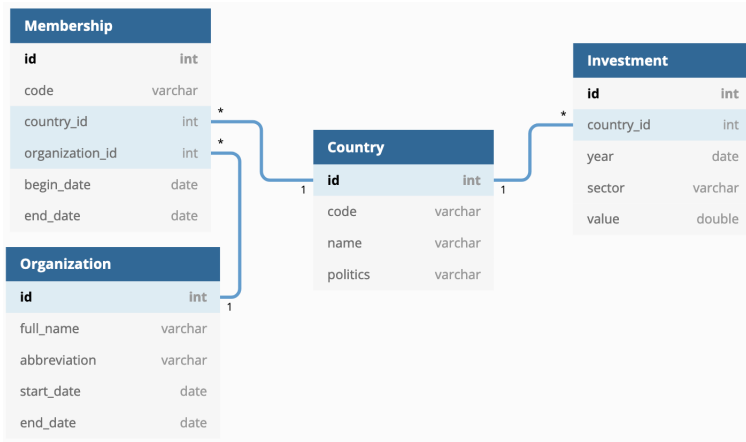 Membership
id int
code varchar
country_id int
organization_id int
begin_date date
end_date date
*
*
1
Organization
id int
full_name varchar
abbreviation varchar
start_date date
end_date date
1
Country
id int
code varchar
name varchar
politics varchar
1
*
Investment
id int
country_id int
year date
sector varchar
value double